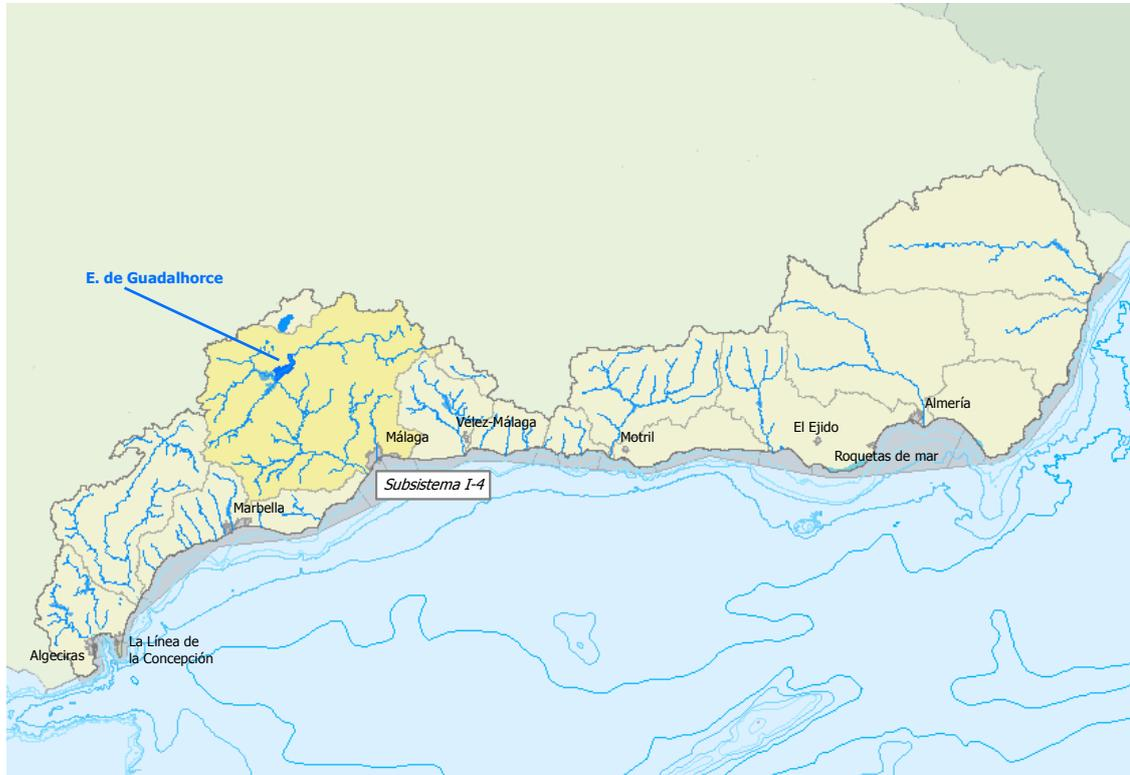 E. de Guadalhorce
Almería
Vélez-Málaga
El Ejido
Málaga
Motril
Roquetas de mar
Subsistema I-4
Marbella
La Línea de
la Concepción
Algeciras